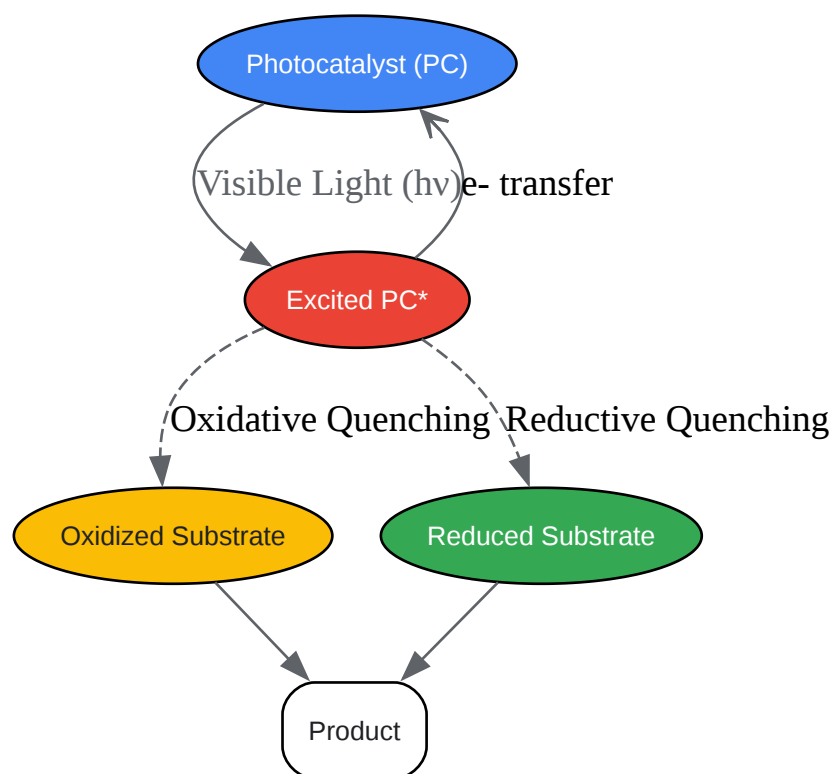 Photocatalyst (PC)
Visible Light (hν)
e- transfer
Excited PC*
Oxidative Quenching
Reductive Quenching
Oxidized Substrate
Reduced Substrate
Product